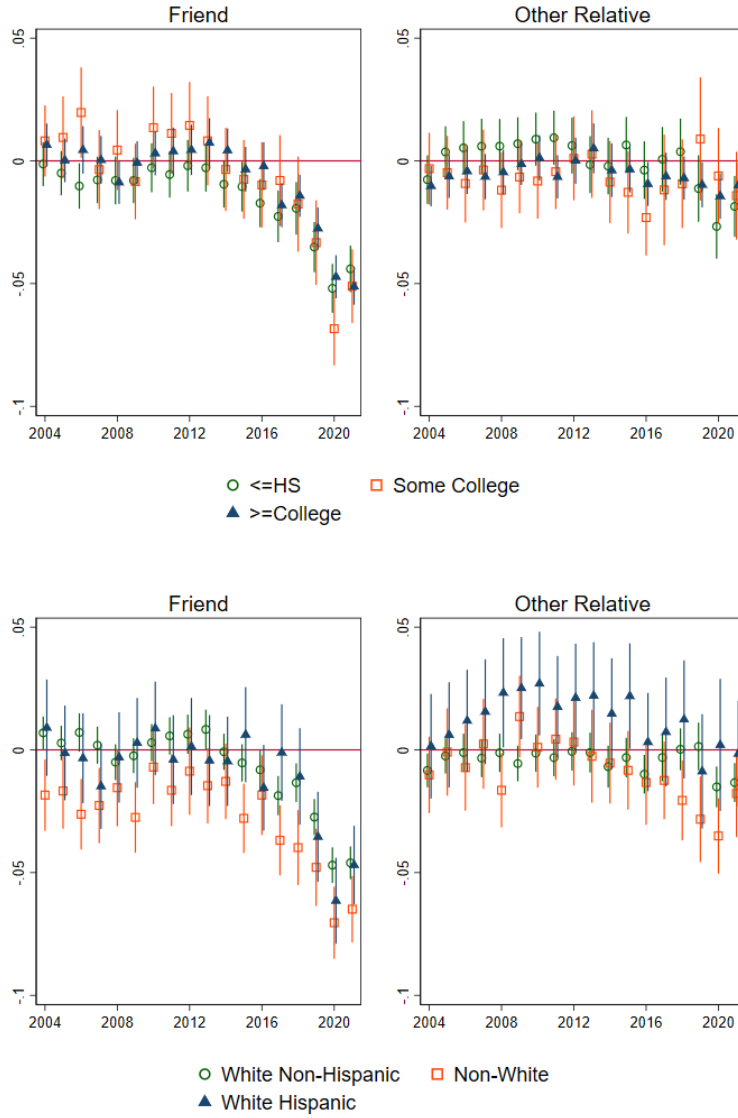 Friend Other Relative
.05 .05
0 0
-.05 -.05
-.1 -.1
2004 2008 2012 2016 2020 2004 2008 2012 2016 2020
<=HS Some College
>=College
Friend Other Relative
.05 .05
0 0
-.05 -.05
-.1 -.1
2004 2008 2012 2016 2020 2004 2008 2012 2016 2020
White Non-Hispanic Non-White
White Hispanic